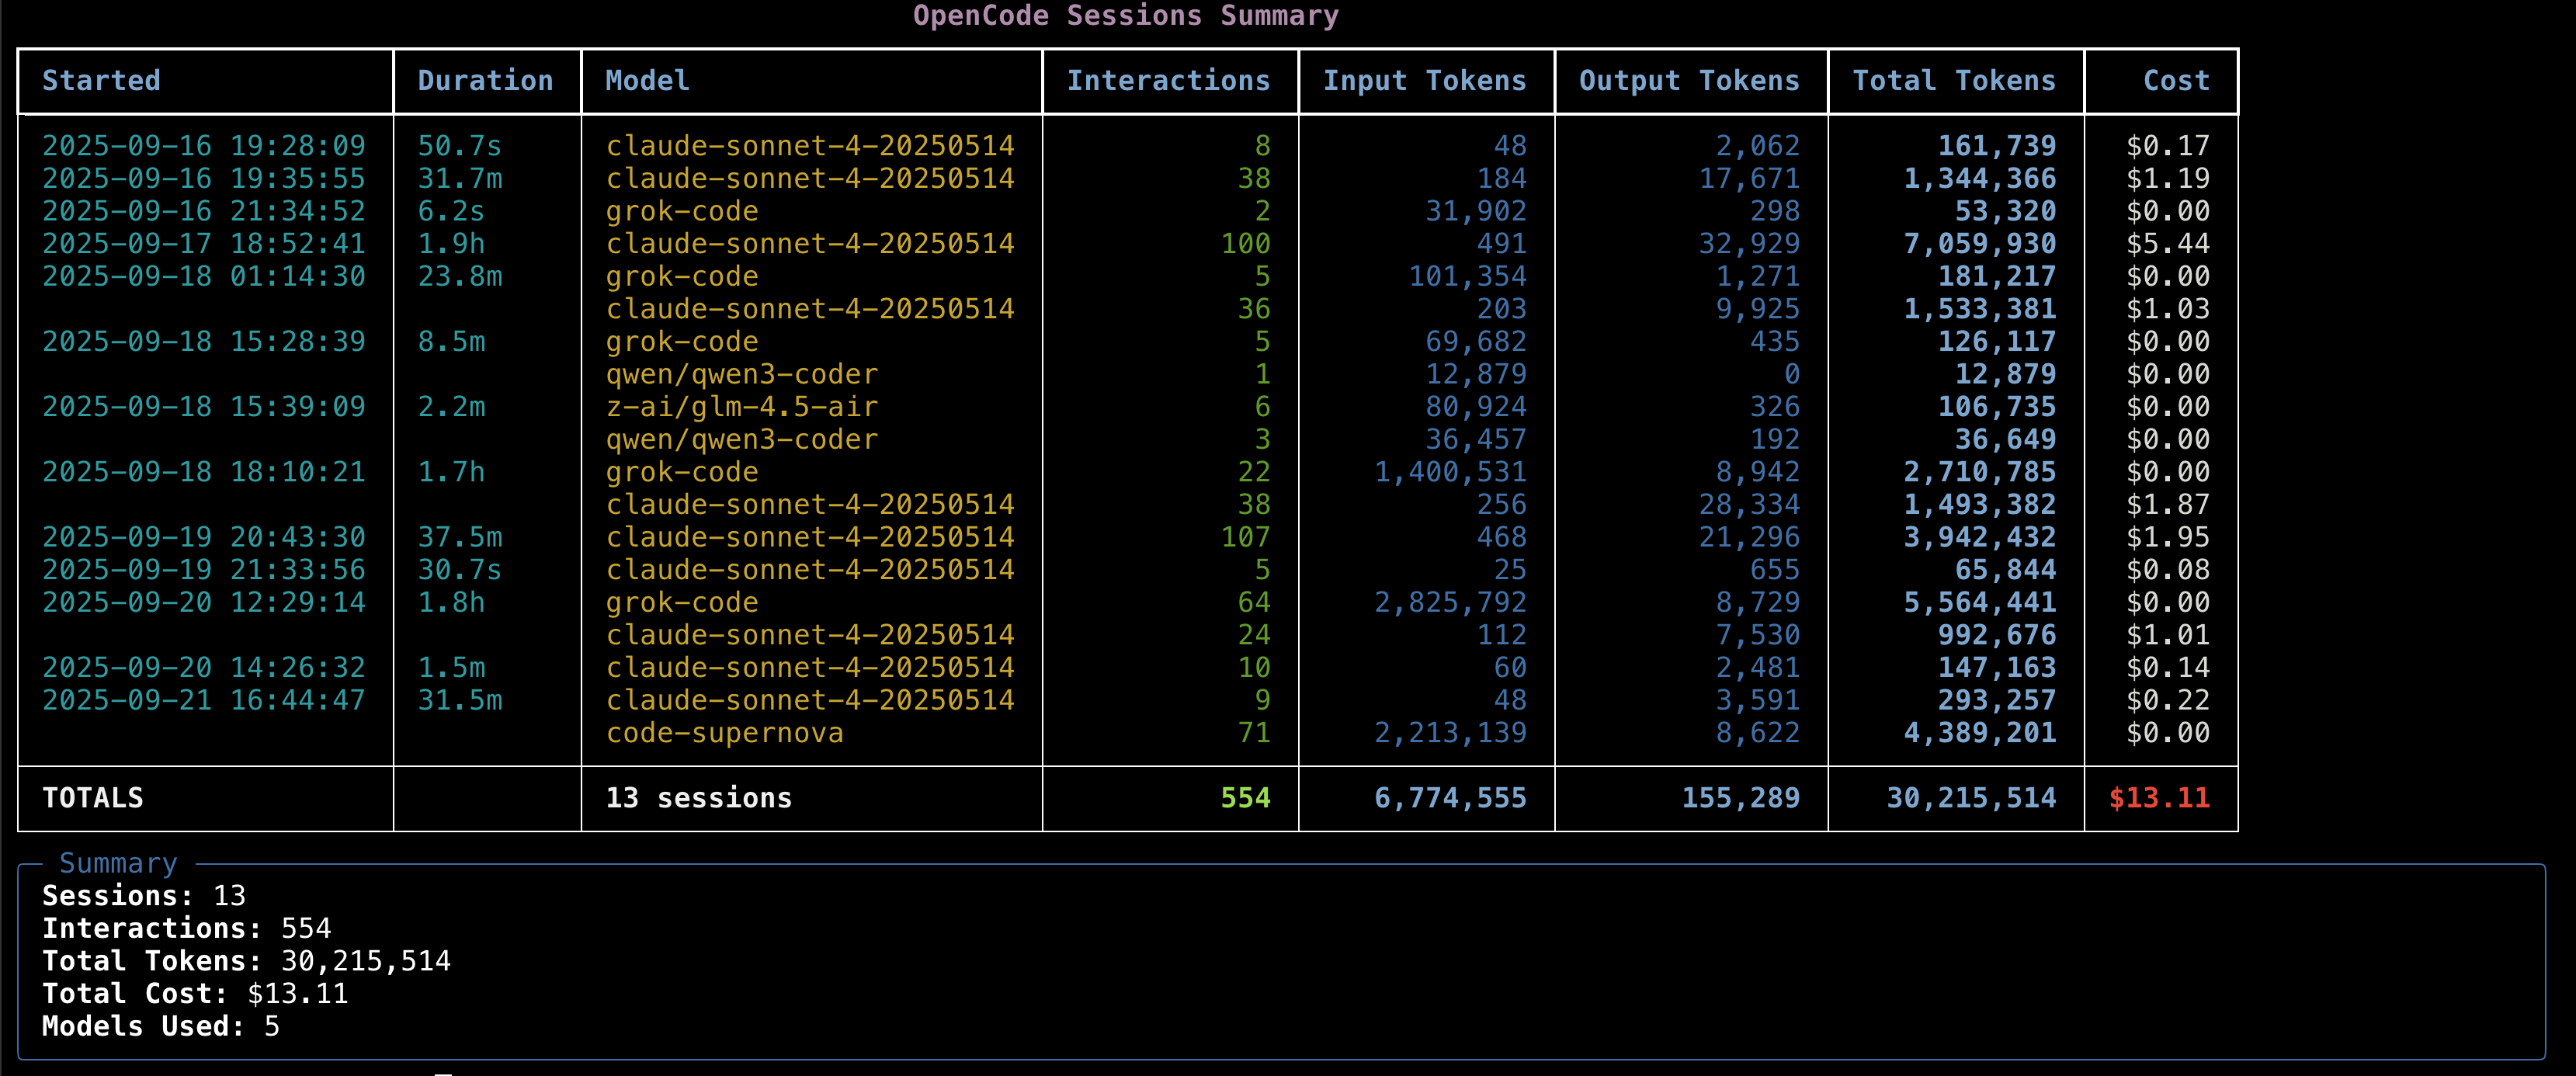 OpenCode Sessions Summary
Started Duration Model Interactions Input Tokens Output Tokens Total Tokens Cost
2025-09-16 19:28:09 50.7s claude-sonnet-4-20250514 8 48 2,062 161,739 $0.17
2025-09-16 19:35:55 31.7m claude-sonnet-4-20250514 38 184 17,671 1,344,366 $1.19
2025-09-16 21:34:52 6.2s grok-code 2 31,902 298 53,320 $0.00
2025-09-17 18:52:41 1.9h claude-sonnet-4-20250514 100 491 32,929 7,059,930 $5.44
2025-09-18 01:14:30 23.8m grok-code 5 101,354 1,271 181,217 $0.00
claude-sonnet-4-20250514 36 203 9,925 1,533,381 $1.03
2025-09-18 15:28:39 8.5m grok-code 5 69,682 435 126,117 $0.00
qwen/qwen3-coder 1 12,879 0 12,879 $0.00
2025-09-18 15:39:09 2.2m z-ai/glm-4.5-air 6 80,924 326 106,735 $0.00
qwen/qwen3-coder 3 36,457 192 36,649 $0.00
2025-09-18 18:10:21 1.7h grok-code 22 1,400,531 8,942 2,710,785 $0.00
claude-sonnet-4-20250514 38 256 28,334 1,493,382 $1.87
2025-09-19 20:43:30 37.5m claude-sonnet-4-20250514 107 468 21,296 3,942,432 $1.95
2025-09-19 21:33:56 30.7s claude-sonnet-4-20250514 5 25 655 65,844 $0.08
2025-09-20 12:29:14 1.8h grok-code 64 2,825,792 8,729 5,564,441 $0.00
claude-sonnet-4-20250514 24 112 7,530 992,676 $1.01
2025-09-20 14:26:32 1.5m claude-sonnet-4-20250514 10 60 2,481 147,163 $0.14
2025-09-21 16:44:47 31.5m claude-sonnet-4-20250514 9 48 3,591 293,257 $0.22
code-supernova 71 2,213,139 8,622 4,389,201 $0.00
TOTALS 13 sessions 554 6,774,555 155,289 30,215,514 $13.11
Summary
Sessions: 13
Interactions: 554
Total Tokens: 30,215,514
Total Cost: $13.11
Models Used: 5